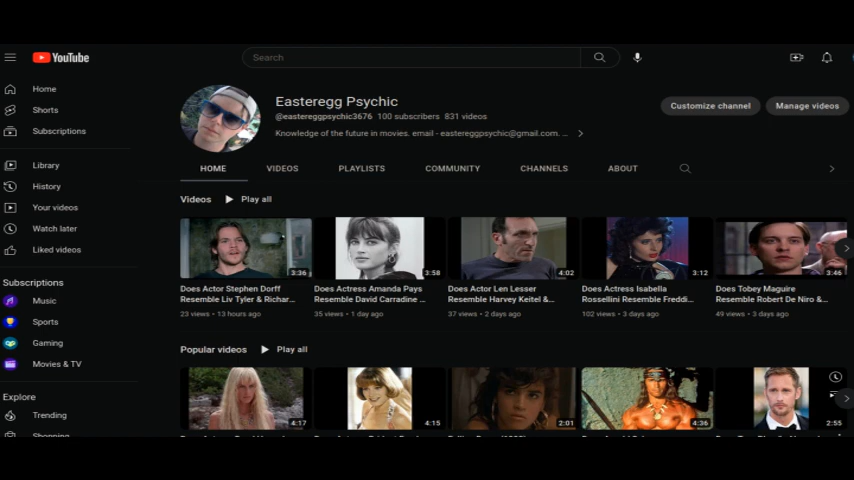 YouTube
Search
Home
Shorts
Subscriptions
Library
History
Your videos
Watch later
Liked videos
Subscriptions
Music
Sports
Gaming
Movies & TV
Explore
Trending
Shopping
Easteregg Psychic
@eastereggpsychic3676 100 subscribers 831 videos
Knowledge of the future in movies. email - eastereggpsychic@gmail.com. ...
Customize channel
Manage videos
HOME VIDEOS PLAYLISTS COMMUNITY CHANNELS ABOUT
Videos Play all
3:36
Does Actor Stephen Dorff
Resemble Liv Tyler & Richar...
23 views • 13 hours ago
3:58
Does Actress Amanda Pays
Resemble David Carradine ...
35 views • 1 day ago
4:02
Does Actor Len Lesser
Resemble Harvey Keitel &...
37 views • 2 days ago
3:12
Does Actress Isabella
Rossellini Resemble Freddi...
102 views • 3 days ago
3:46
Does Tobey Maguire
Resemble Robert De Niro &...
49 views • 3 days ago
Popular videos Play all
4:17
4:15
2:01
4:36
2:55